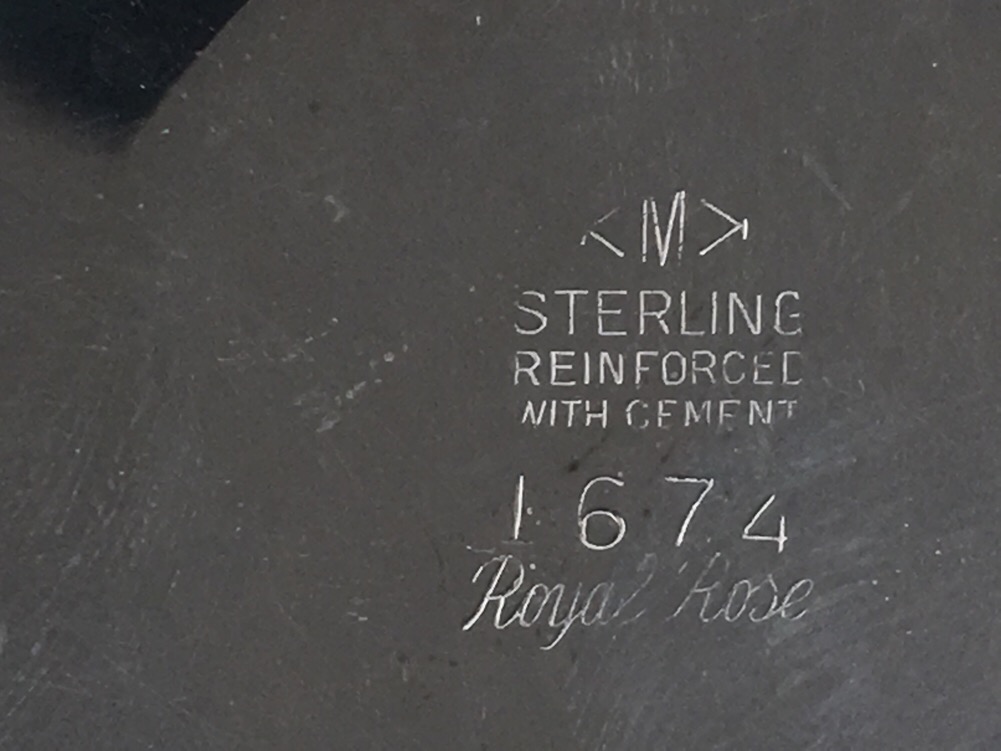 <M>
STERLING
REINFORCED
WITH CEMENT
1674
Royal Rose